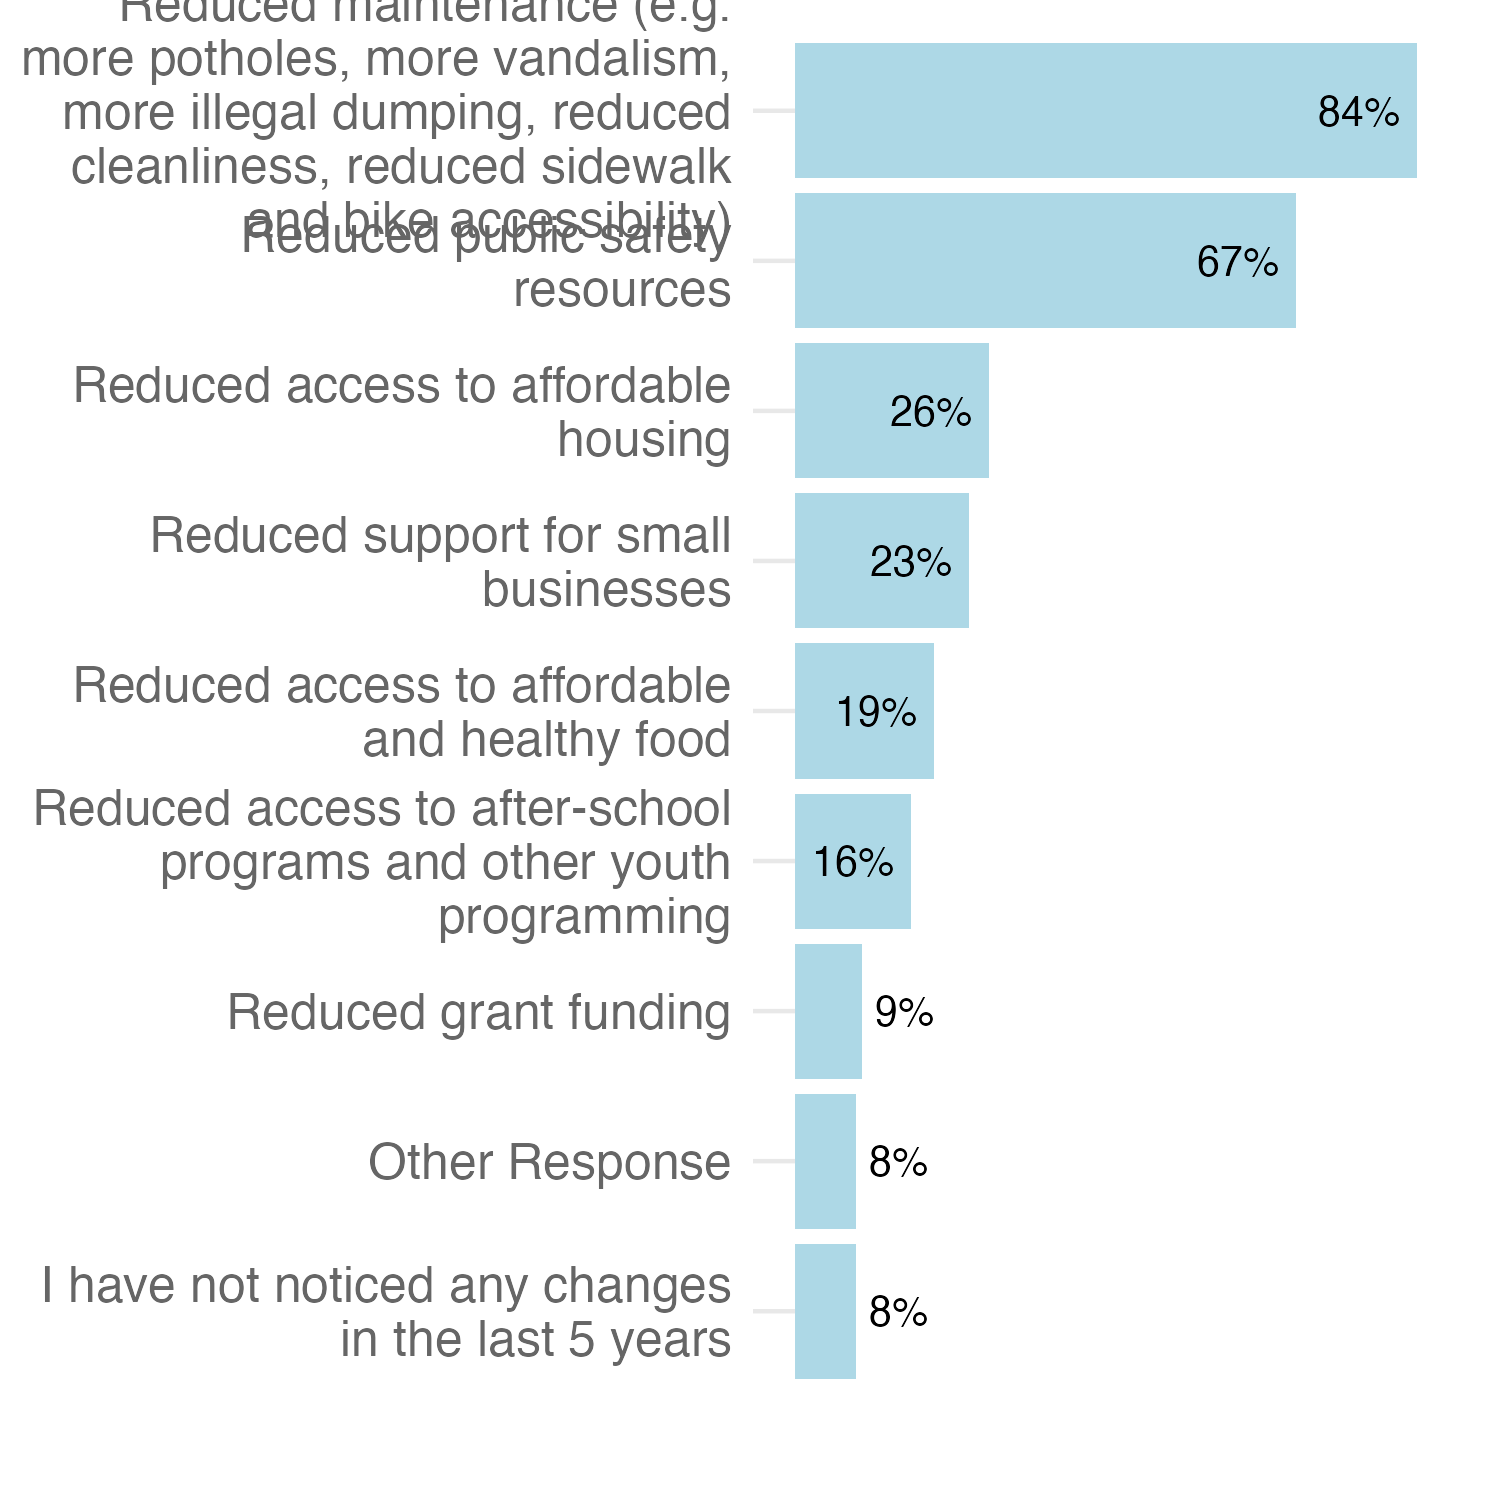 Reduced maintenance (e.g.
more potholes, more vandalism,
more illegal dumping, reduced
cleanliness, reduced sidewalk
and bike accessibility)
84%
Reduced public safety
resources
67%
Reduced access to affordable
housing
26%
Reduced support for small
businesses
23%
Reduced access to affordable
and healthy food
19%
Reduced access to after-school
programs and other youth
programming
16%
Reduced grant funding
9%
Other Response
8%
I have not noticed any changes
in the last 5 years
8%